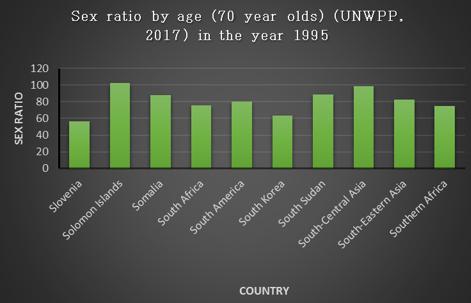 Sex ratio by age (70 year olds) (UNWPP,
2017) in the year 1995
120
100
80
60
40
20
0
SEX RATIO
Slovenia
Solomon Islands
Somalia
South Africa
South America
South Korea
South Sudan
South-Central Asia
South-Eastern Asia
Southern Africa
COUNTRY